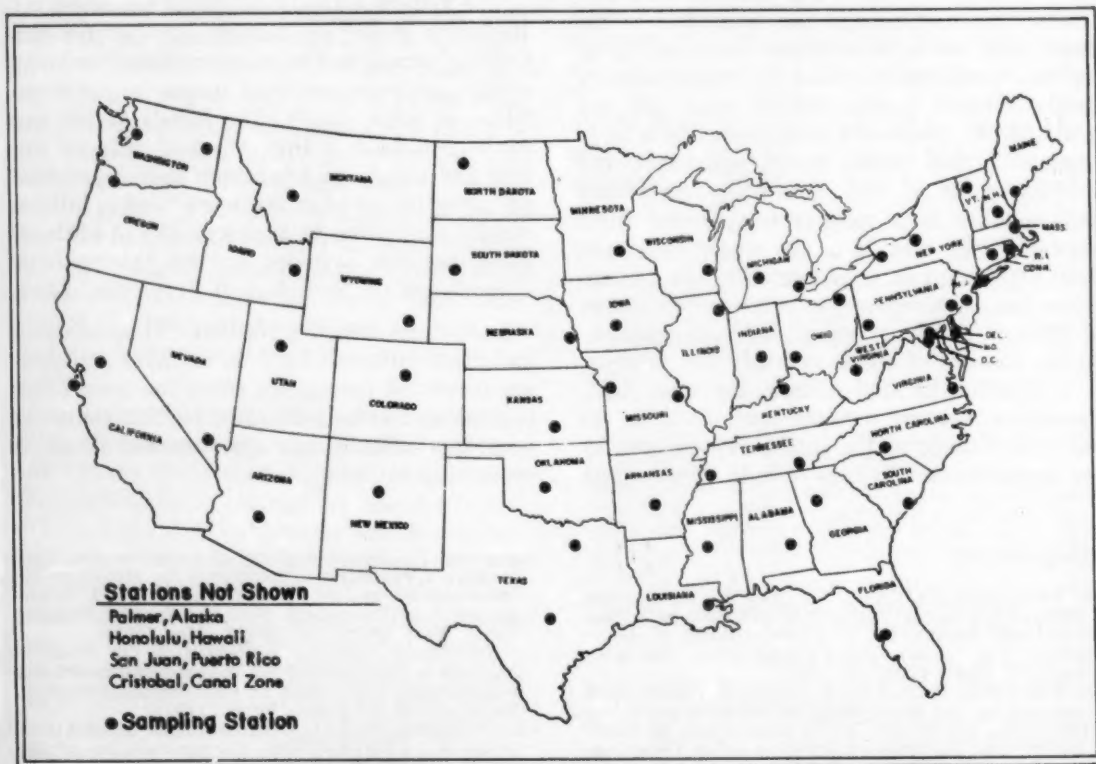 WASHINGTON
OREGON
IDAHO
MONTANA
NORTH DAKOTA
SOUTH DAKOTA
WYOMING
NEBRASKA
MINNESOTA
WISCONSIN
MICHIGAN
IOWA
ILLINOIS
INDIANA
OHIO
PENNSYLVANIA
NEW YORK
VT.
N.H.
MAINE
MASS.
R.I.
CONN.
N.J.
DEL.
MD.
D.C.
WEST
VIRGINIA
VIRGINIA
KENTUCKY
NORTH CAROLINA
TENNESSEE
SOUTH
CAROLINA
GEORGIA
ALABAMA
MISSISSIPPI
FLORIDA
LOUISIANA
ARKANSAS
MISSOURI
KANSAS
OKLAHOMA
TEXAS
NEW MEXICO
COLORADO
UTAH
NEVADA
CALIFORNIA
ARIZONA
Stations Not Shown
Palmer, Alaska
Honolulu, Hawaii
San Juan, Puerto Rico
Cristobal, Canal Zone
Sampling Station